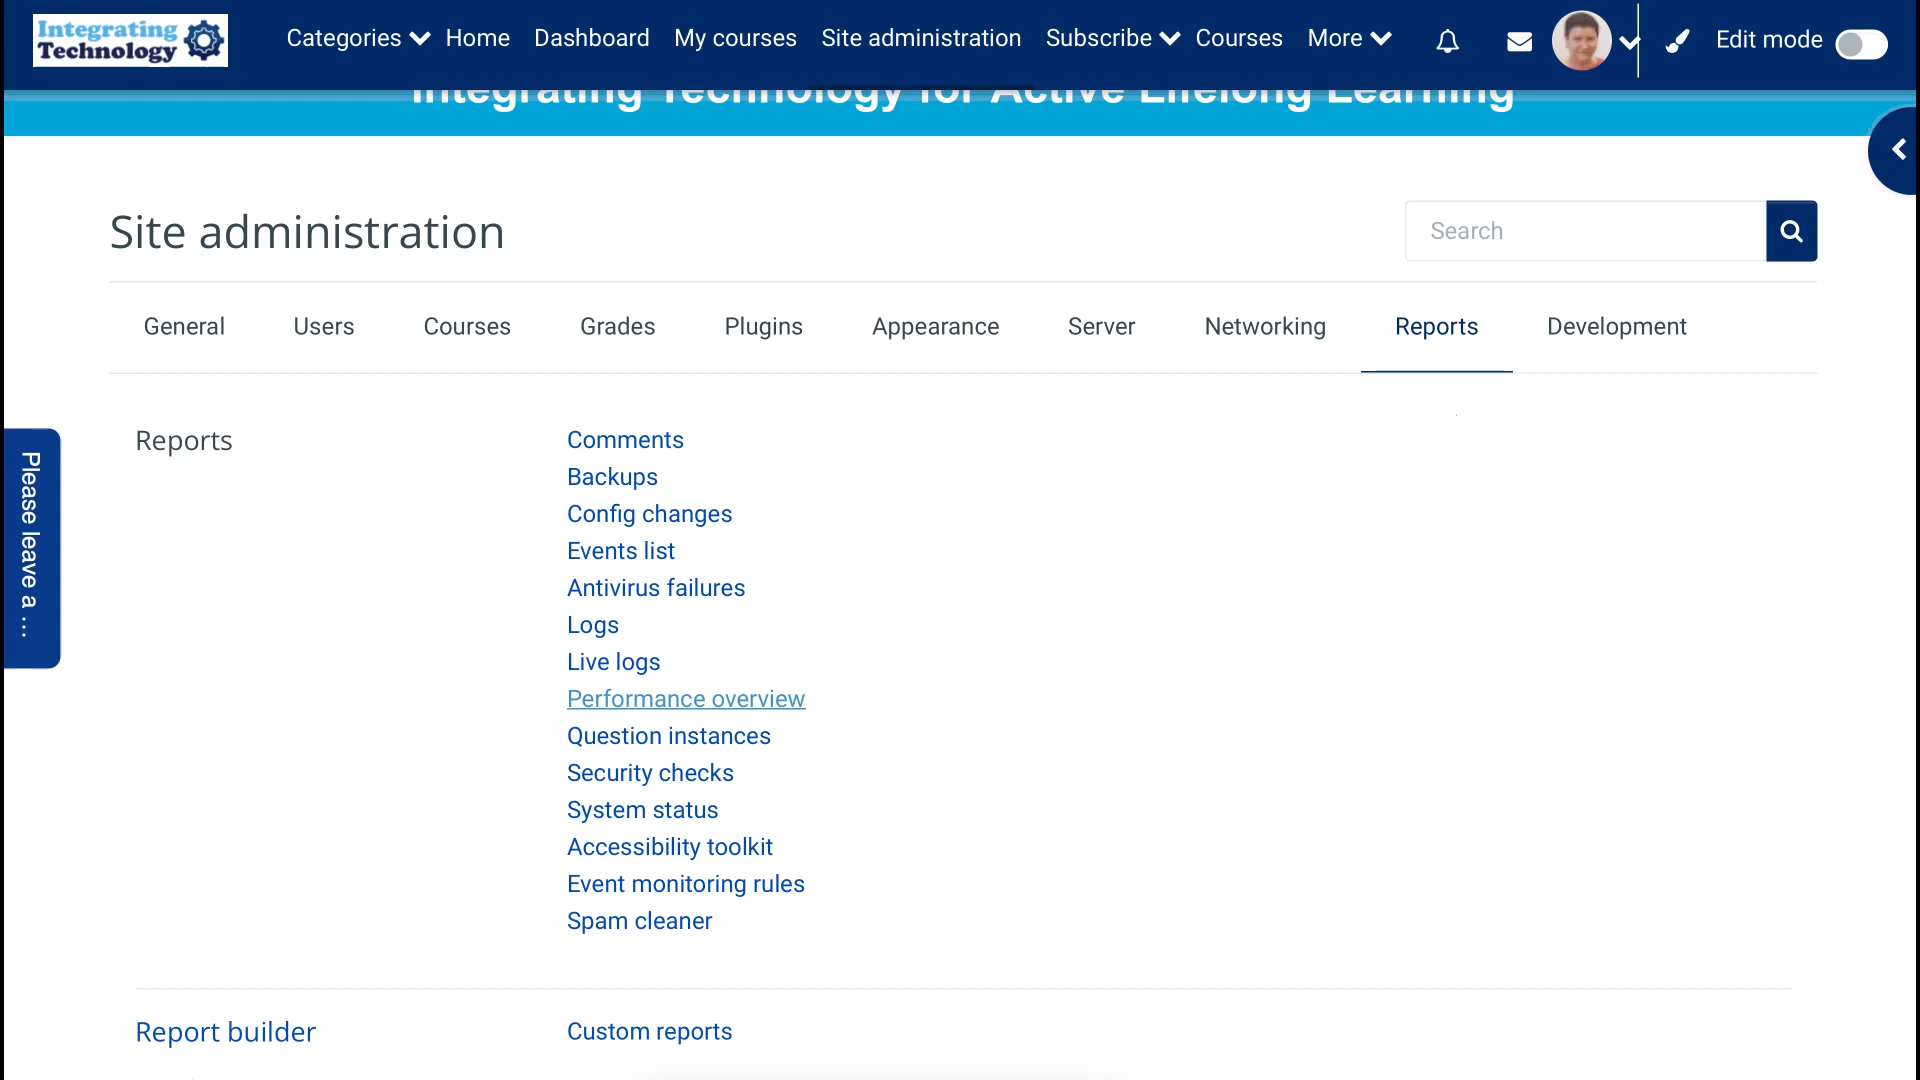 Integrating
Technology
Categories Home Dashboard My courses Site administration Subscribe Courses More Edit mode
Integrating Technology for Active Lifelong Learning
Site administration
Search
General Users Courses Grades Plugins Appearance Server Networking Reports Development
Reports
Comments
Backups
Config changes
Events list
Antivirus failures
Logs
Live logs
Performance overview
Question instances
Security checks
System status
Accessibility toolkit
Event monitoring rules
Spam cleaner
Please leave a ...
Report builder
Custom reports